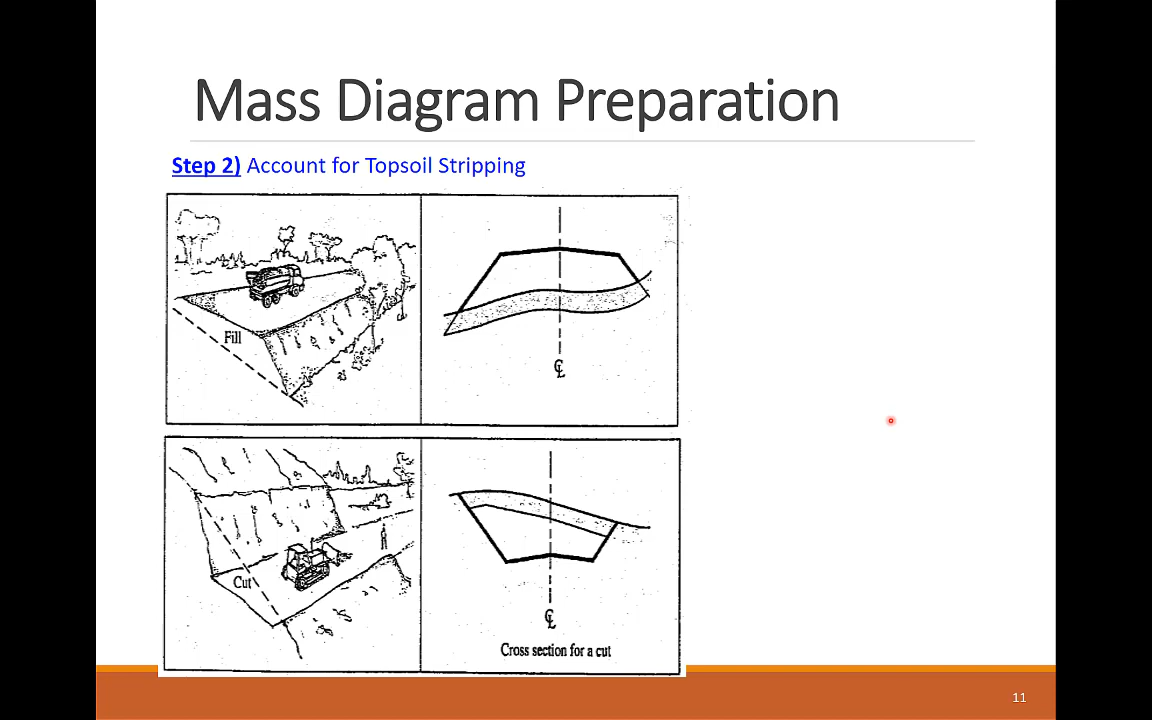 Mass Diagram Preparation
Step 2) Account for Topsoil Stripping
Fill
℄
Cut
℄
Cross section for a cut
11